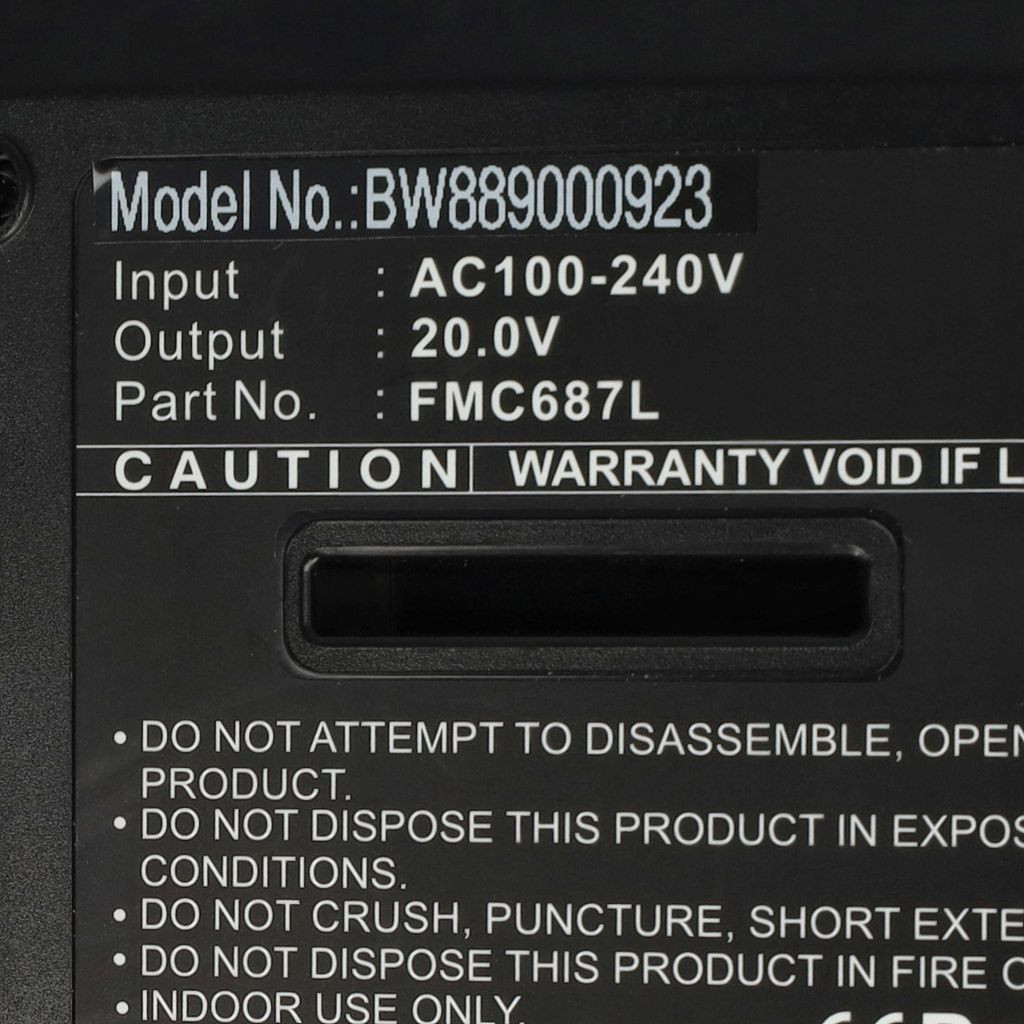 Model No.:BW889000923
Input : AC100-240V
Output : 20.0V
Part No. : FMC687L
CAUTION WARRANTY VOID IF
• DO NOT ATTEMPT TO DISASSEMBLE, OPEN
PRODUCT.
• DO NOT DISPOSE THIS PRODUCT IN
CONDITIONS.
• DO NOT CRUSH, PUNCTURE, SHORT
• DO NOT DISPOSE THIS PRODUCT IN FIRE
• INDOOR USE ONLY.